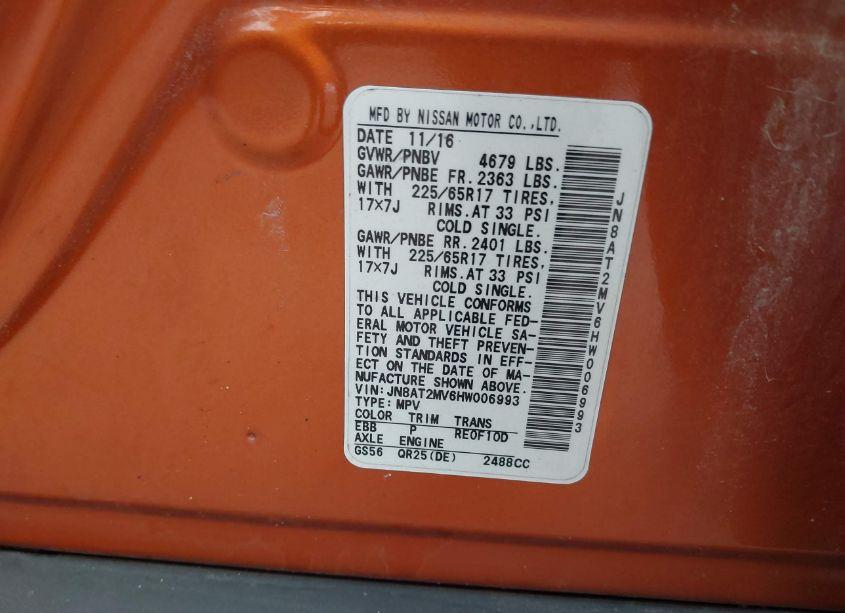 MFD BY NISSAN MOTOR CO.,LTD.
DATE 11/16
GVWR/PNBV 4679 LBS.
GAWR/PNBE FR. 2363 LBS.
WITH 225/65R17 TIRES,
17×7J RIMS.AT 33 PSI
COLD SINGLE.
GAWR/PNBE RR. 2401 LBS.
WITH 225/65R17 TIRES,
17×7J RIMS.AT 33 PSI
COLD SINGLE.
THIS VEHICLE CONFORMS
TO ALL APPLICABLE FED-
ERAL MOTOR VEHICLE SA-
FETY AND THEFT PREVEN-
TION STANDARDS IN EFF-
ECT ON THE DATE OF MA-
NUFACTURE SHOWN ABOVE.
VIN:JN8AT2MV6HW006993
TYPE: MPV
COLOR TRIM TRANS
EBB P RE0F10D
AXLE ENGINE
GS56 QR25(DE) 2488CC
JN8AT2MV6HW006993